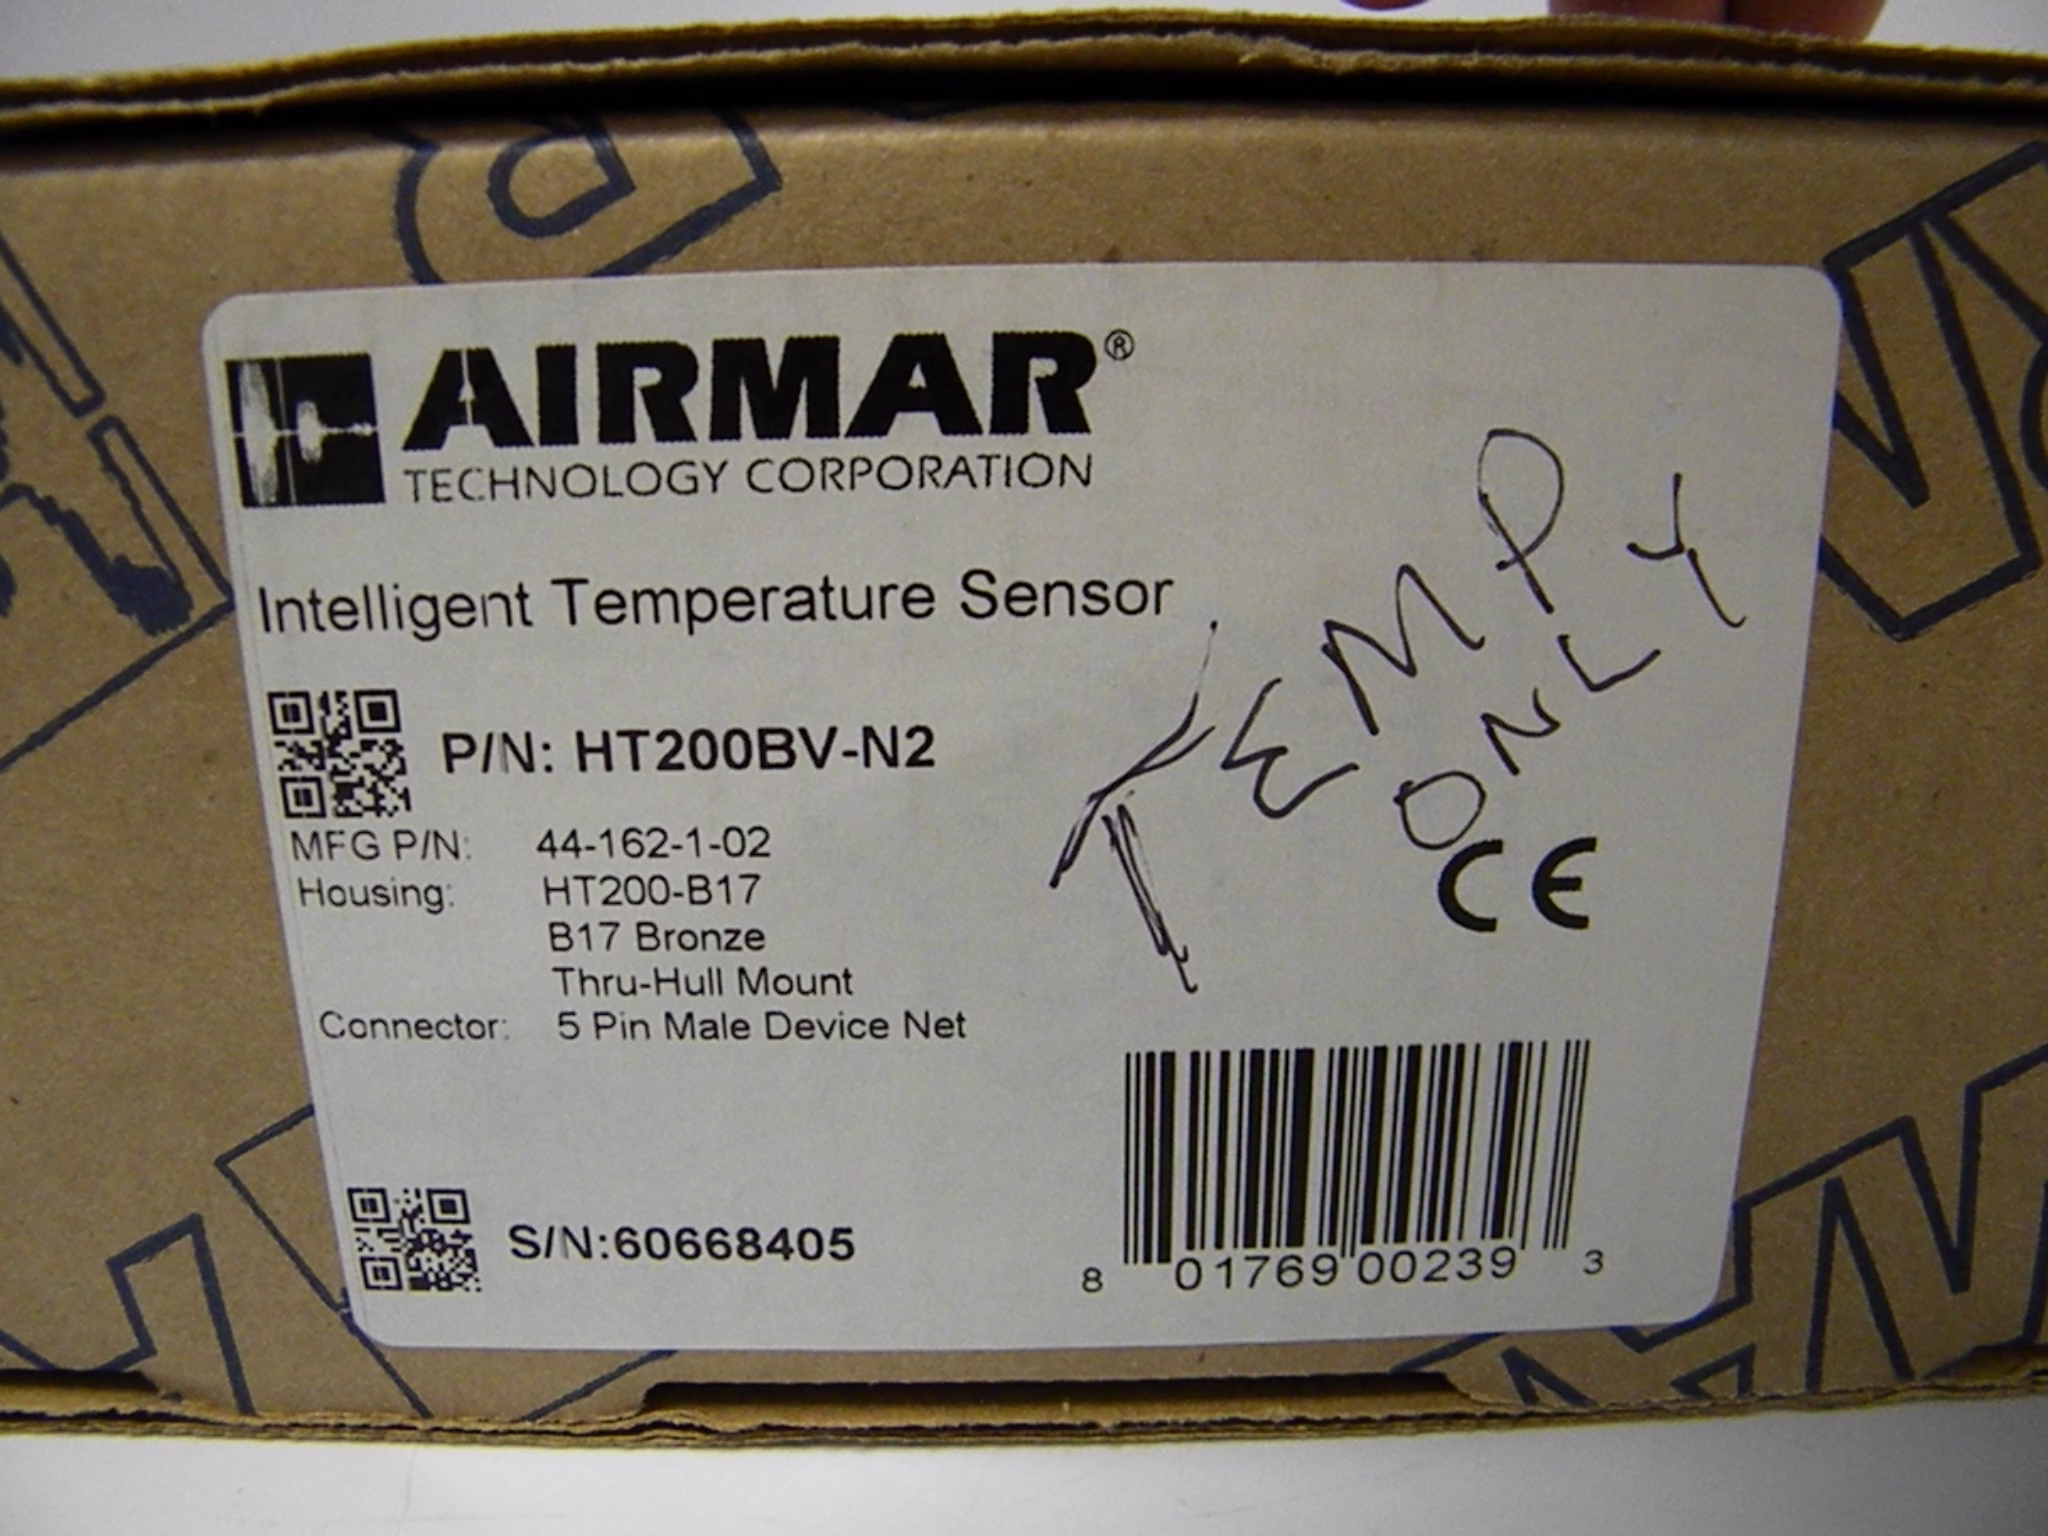 AIRMAR®
TECHNOLOGY CORPORATION
Intelligent Temperature Sensor
P/N: HT200BV-N2
MFG P/N: 44-162-1-02
Housing: HT200-B17
B17 Bronze
Thru-Hull Mount
Connector: 5 Pin Male Device Net
S/N:60668405
TEMP
ONLY
CE
8 01769 00239 3